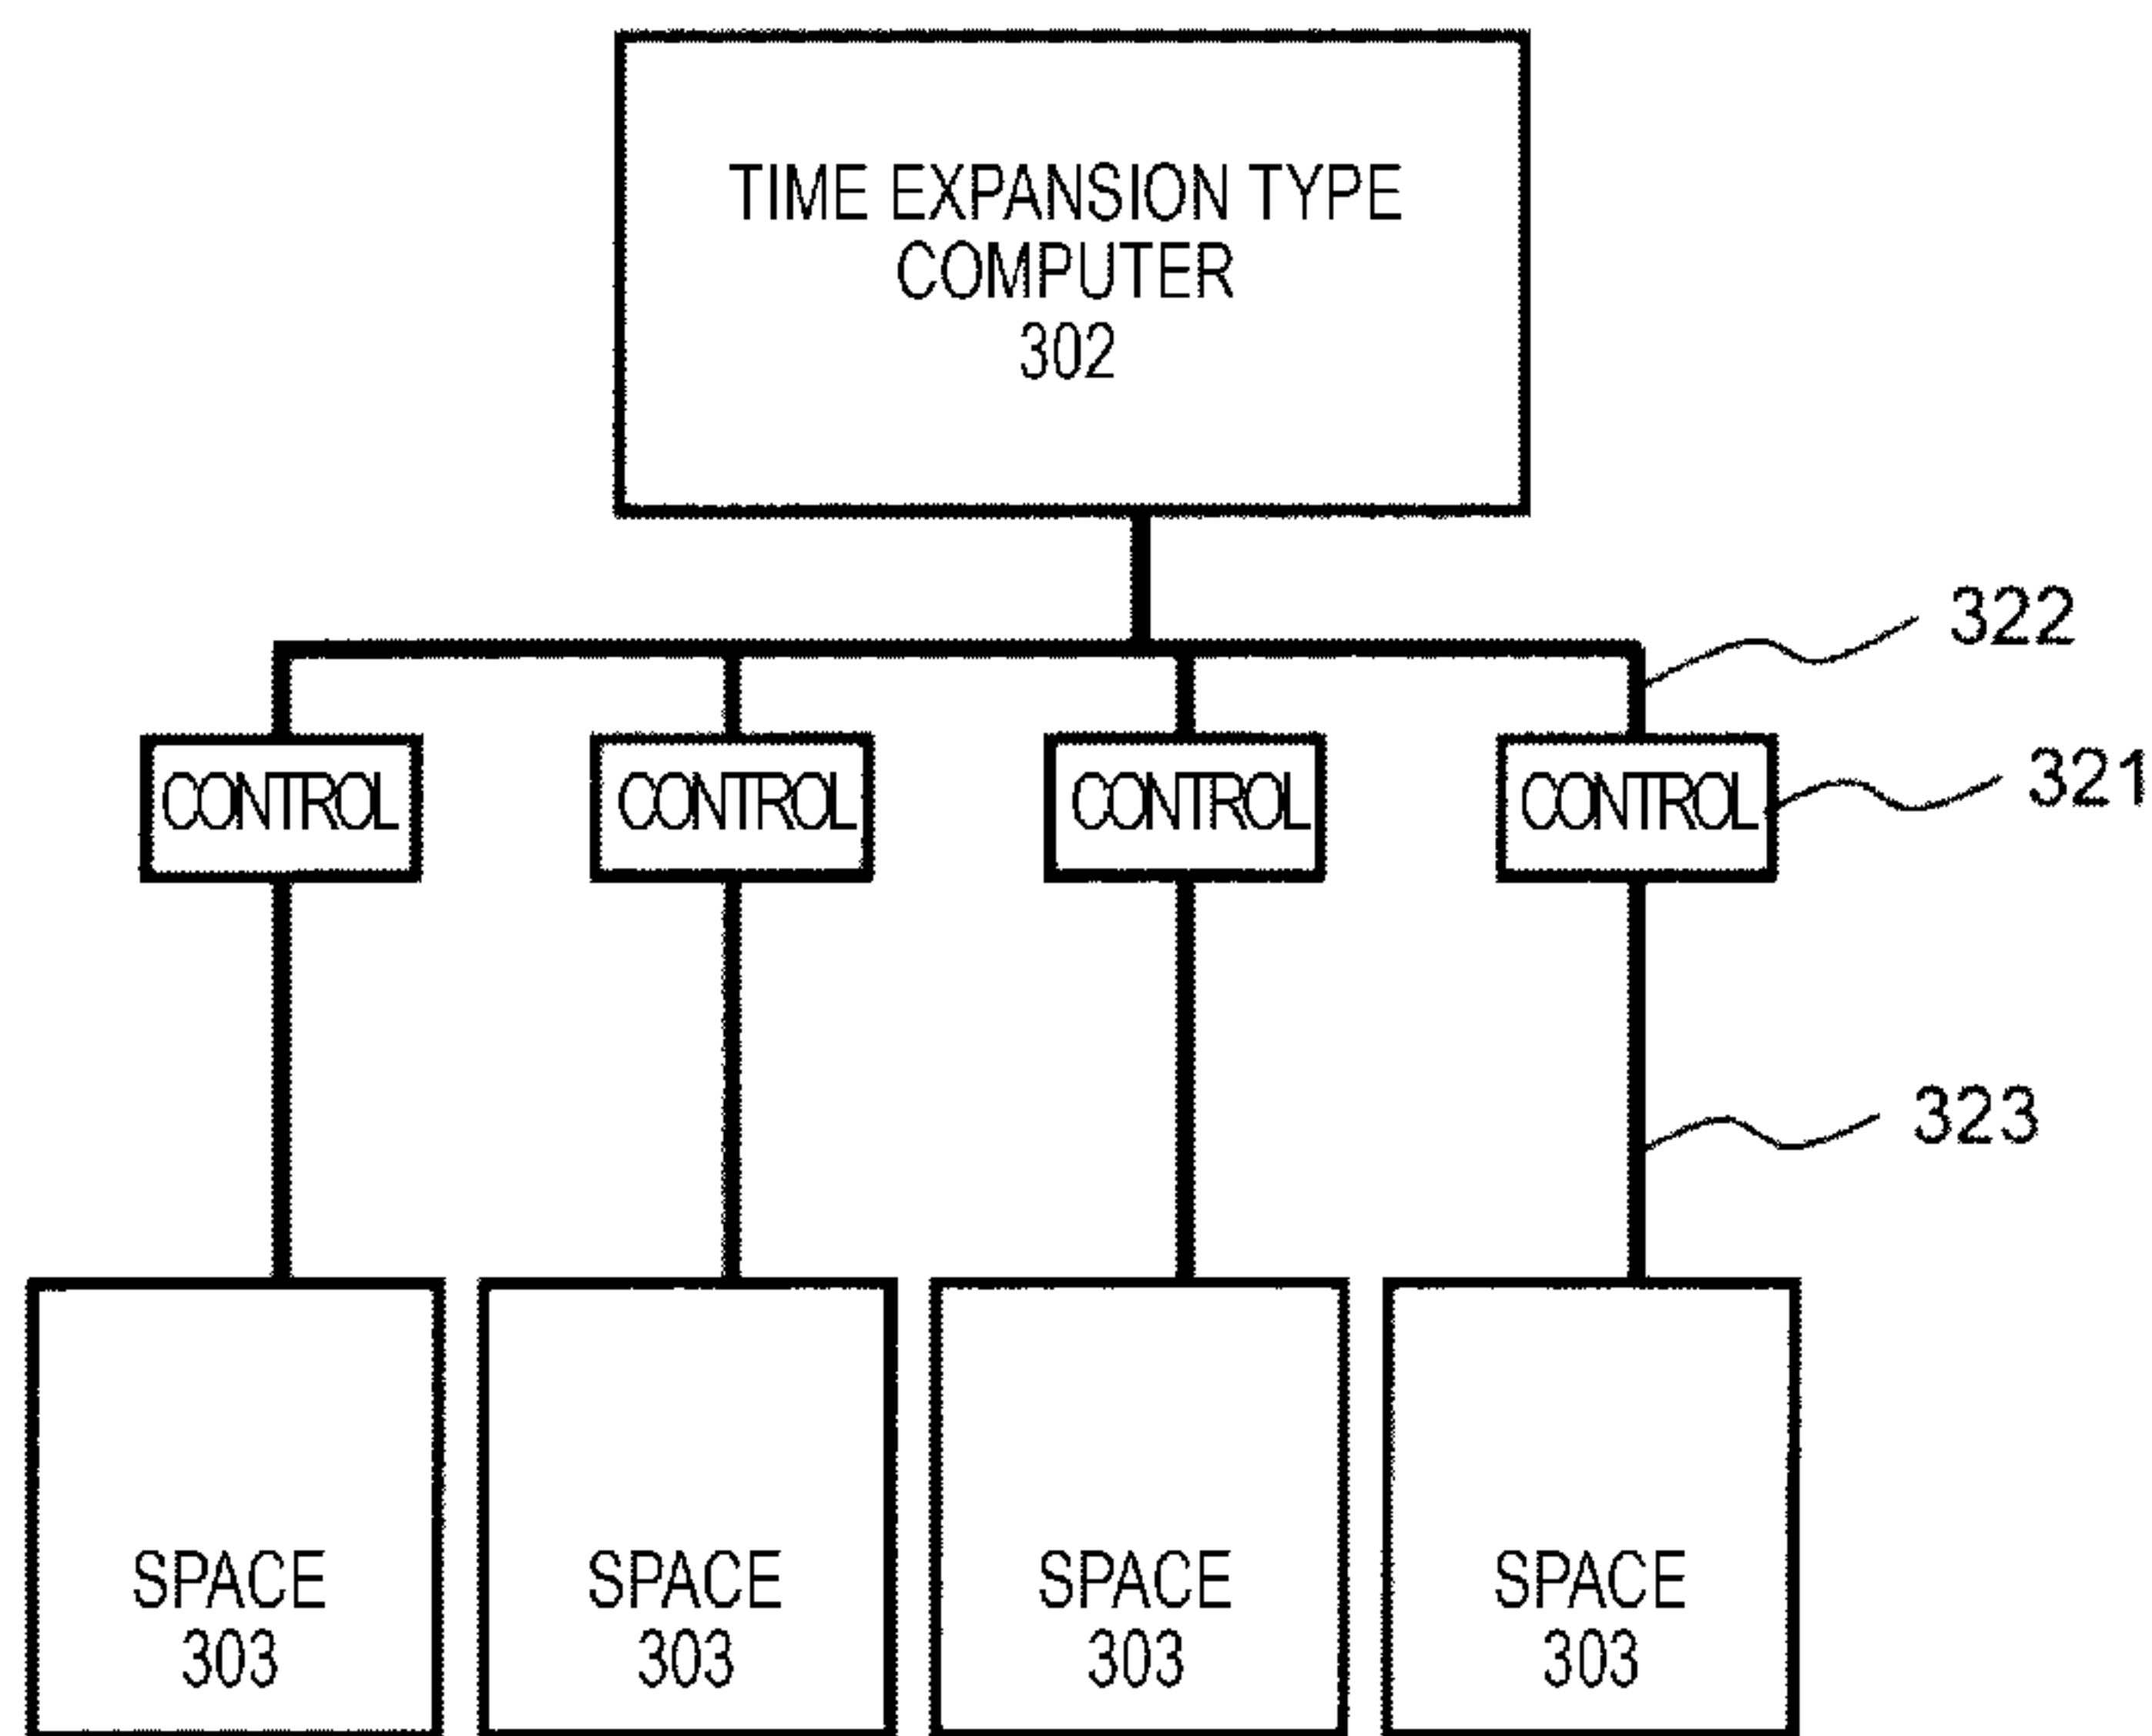 TIME EXPANSION TYPE
COMPUTER
302
322
CONTROL
CONTROL
CONTROL
CONTROL
321
323
SPACE
303
SPACE
303
SPACE
303
SPACE
303